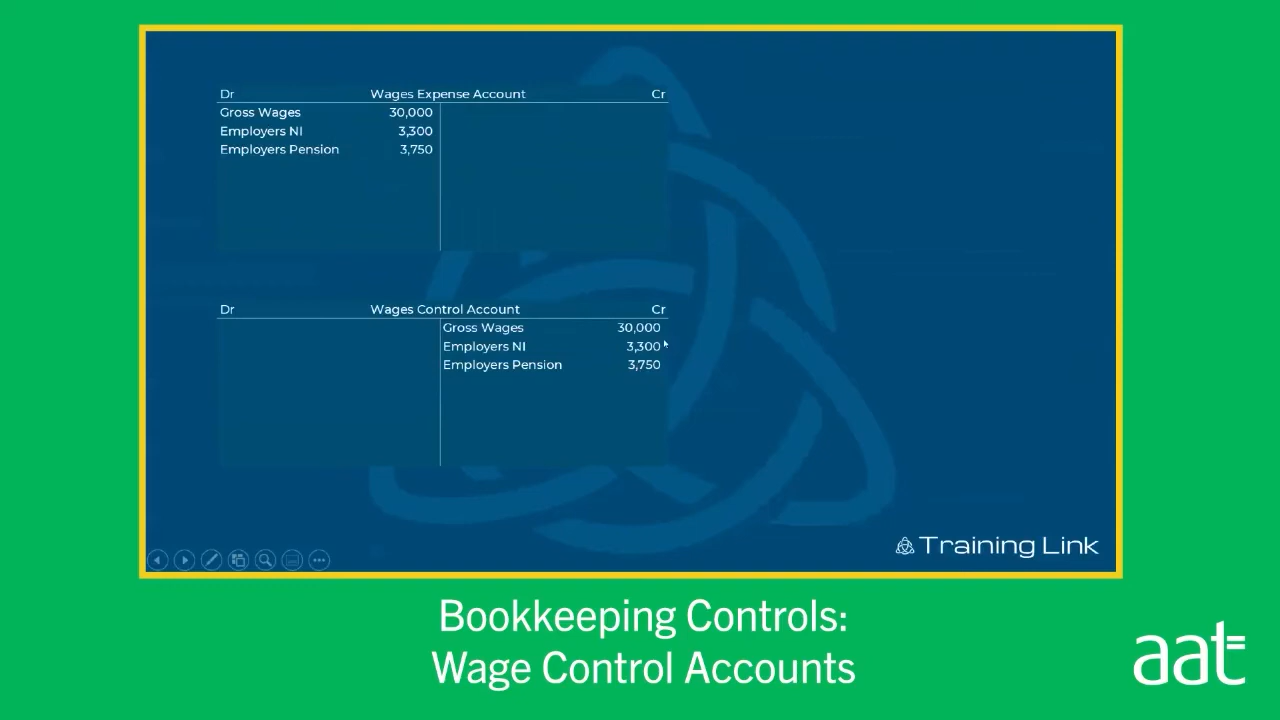 Dr Wages Expense Account Cr
Gross Wages 30,000
Employers NI 3,300
Employers Pension 3,750
Dr Wages Control Account Cr
Gross Wages 30,000
Employers NI 3,300
Employers Pension 3,750
Training Link
Bookkeeping Controls:
Wage Control Accounts
aat